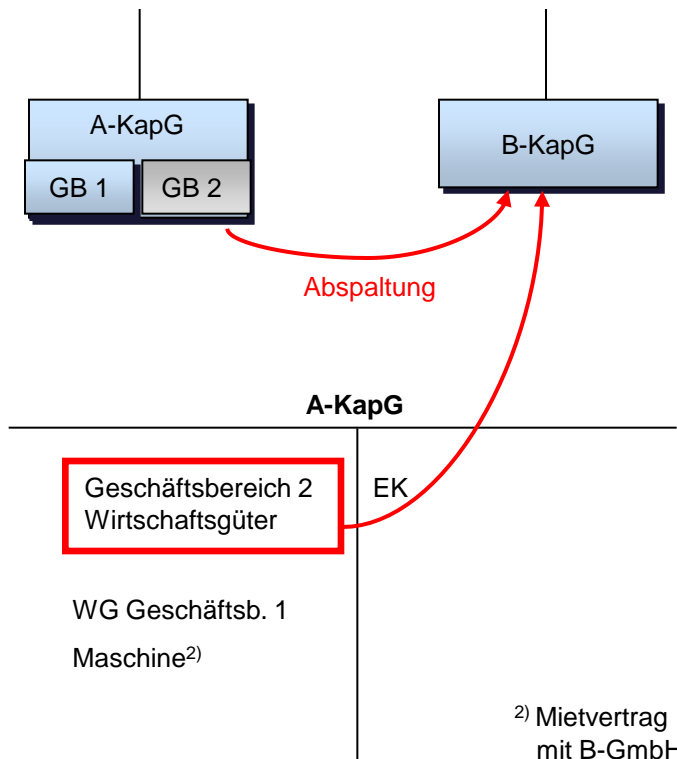 A-KapG
B-KapG
GB 1
GB 2
Abspaltung
A-KapG
Geschäftsbereich 2
Wirtschaftsgüter
EK
WG Geschäftsb. 1
Maschine2)
2) Mietvertrag
mit B-GmbH